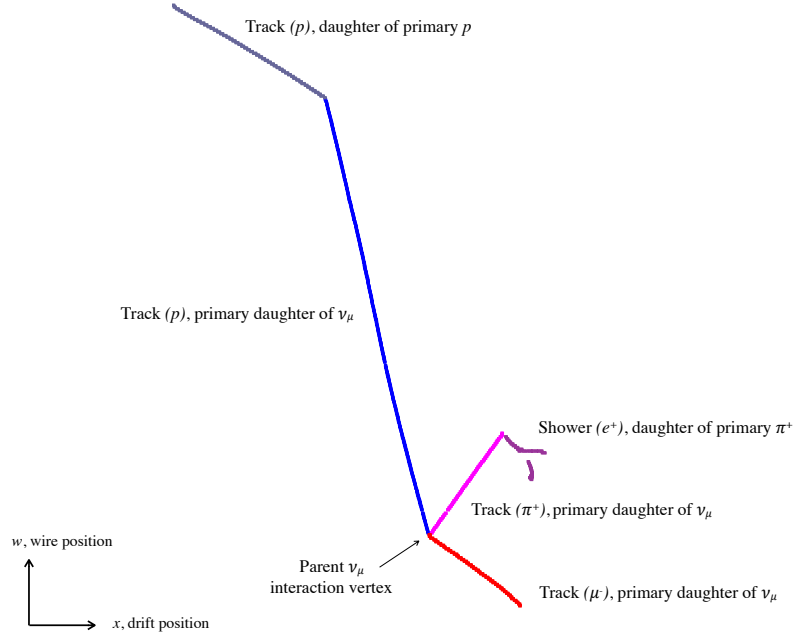 Track (p), daughter of primary p
Track (p), primary daughter of νμ
Shower (e⁺), daughter of primary π⁺
Track (π⁺), primary daughter of νμ
w, wire position
Parent νμ
interaction vertex
Track (μ⁻), primary daughter of νμ
x, drift position